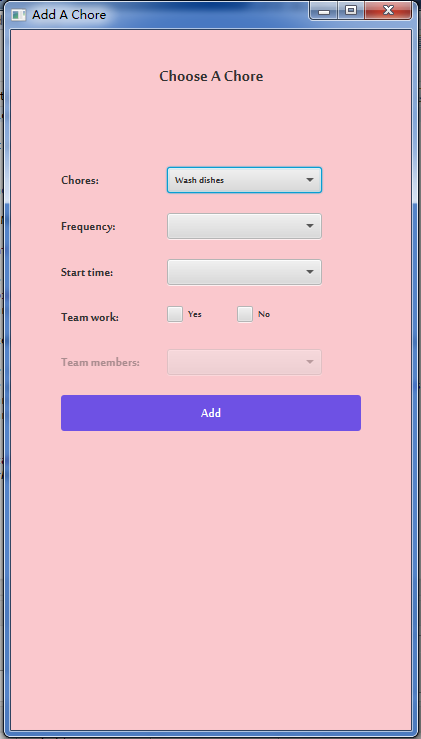 Add A Chore
Choose A Chore
Chores: Wash dishes
Frequency:
Start time:
Team work: Yes No
Team members:
Add